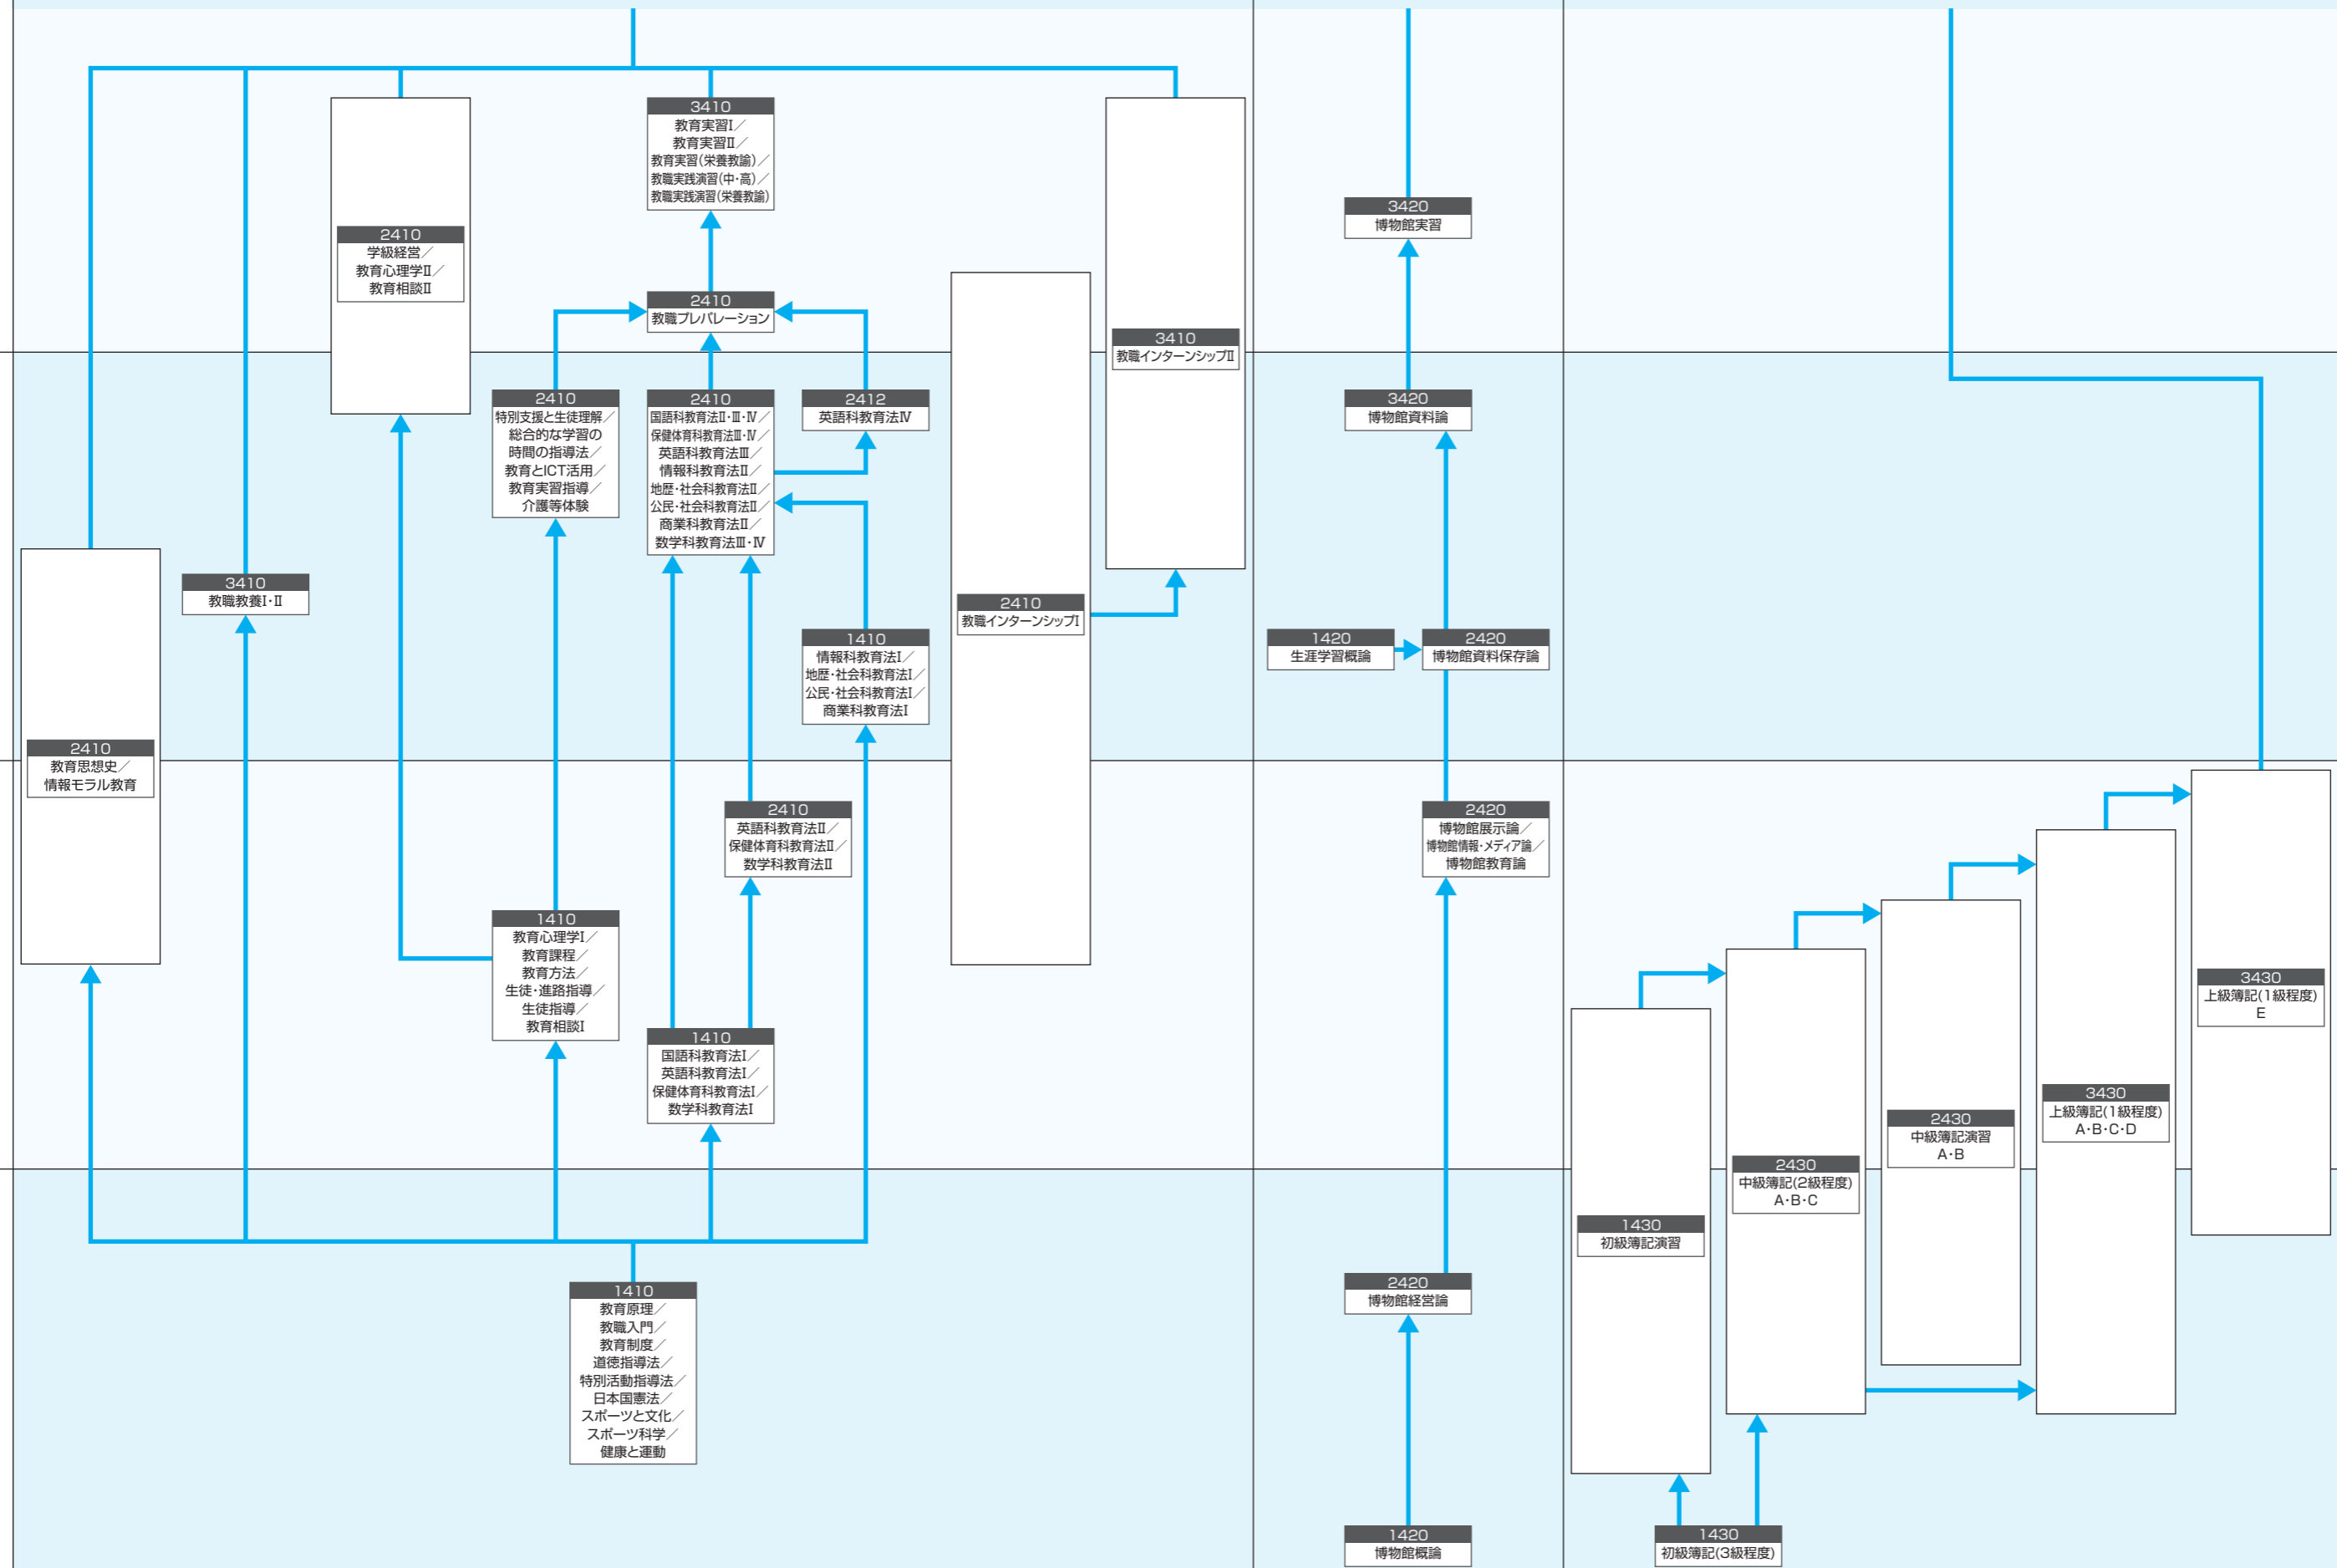 3410
教育実習Ⅰ／
教育実習Ⅱ／
教育実習(栄養教諭)／
教職実践演習(中・高)／
教職実践演習(栄養教諭)
2410
学級経営／
教育心理学Ⅱ／
教育相談Ⅱ
2410
教職プレパレーション
3410
教職インターンシップⅡ
2410
特別支援と生徒理解／
総合的な学習の
時間の指導法／
教育とICT活用／
教育実習指導／
介護等体験
2410
国語科教育法Ⅱ・Ⅲ・Ⅳ／
保健体育科教育法Ⅲ・Ⅳ／
英語科教育法Ⅲ／
情報科教育法Ⅱ／
地歴・社会科教育法Ⅱ／
公民・社会科教育法Ⅱ／
商業科教育法Ⅱ／
数学科教育法Ⅲ・Ⅳ
2412
英語科教育法Ⅳ
3410
教職教養Ⅰ・Ⅱ
2410
教職インターンシップⅠ
1410
情報科教育法Ⅰ／
地歴・社会科教育法Ⅰ／
公民・社会科教育法Ⅰ／
商業科教育法Ⅰ
2410
教育思想史／
情報モラル教育
2410
英語科教育法Ⅱ／
保健体育科教育法Ⅱ／
数学科教育法Ⅱ
1410
教育心理学Ⅰ／
教育課程／
教育方法／
生徒・進路指導／
生徒指導／
教育相談Ⅰ
1410
国語科教育法Ⅰ／
英語科教育法Ⅰ／
保健体育科教育法Ⅰ／
数学科教育法Ⅰ
1410
教育原理／
教職入門／
教育制度／
道徳指導法／
特別活動指導法／
日本国憲法／
スポーツと文化／
スポーツ科学／
健康と運動
3420
博物館実習
3420
博物館資料論
1420
生涯学習概論
2420
博物館資料保存論
2420
博物館展示論／
博物館情報・メディア論／
博物館教育論
2420
博物館経営論
1420
博物館概論
3430
上級簿記(1級程度)
E
3430
上級簿記(1級程度)
A・B・C・D
2430
中級簿記演習
A・B
2430
中級簿記(2級程度)
A・B・C
1430
初級簿記演習
1430
初級簿記(3級程度)